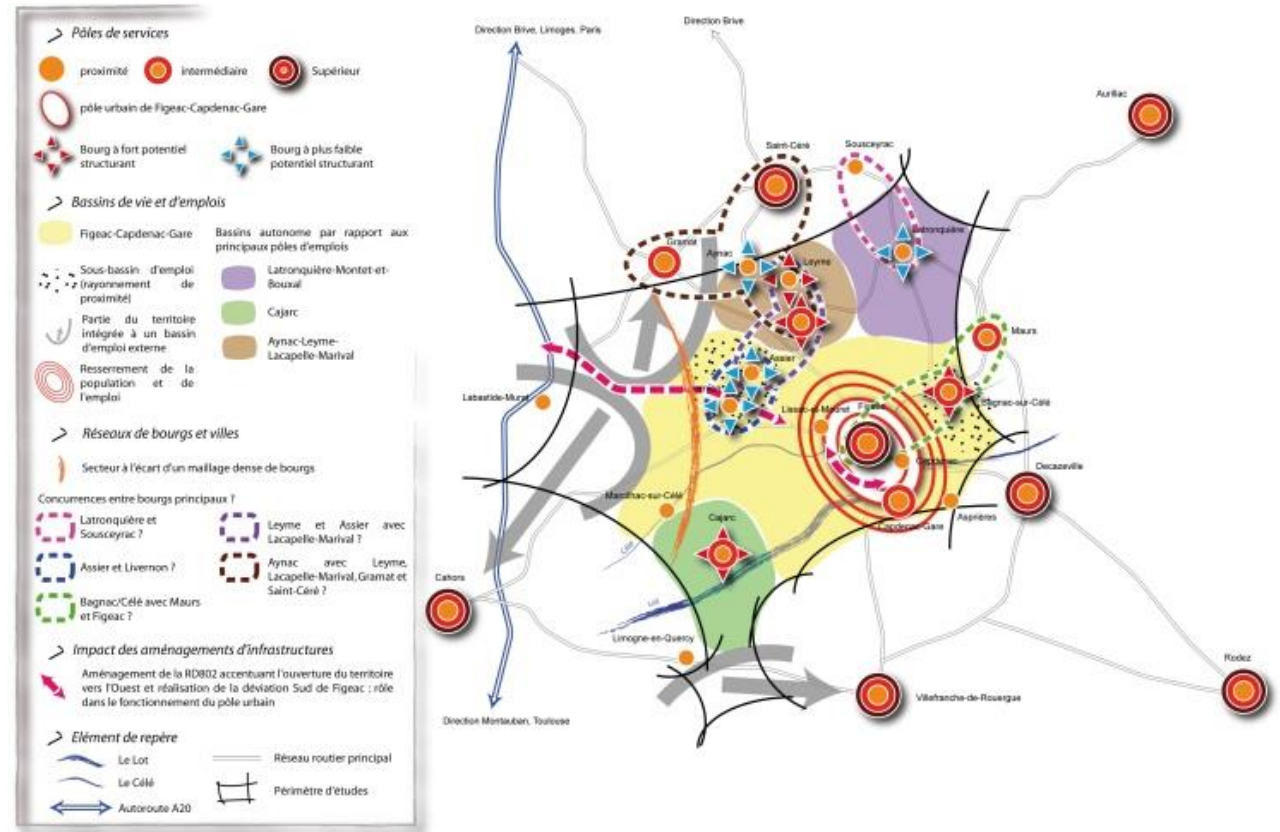 Pôles de services
proximité
intermédiaire
Supérieur
pôle urbain de Figeac-Capdenac-Gare
Bourg à fort potentiel
structurant
Bourg à plus faible
potentiel structurant
Bassins de vie et d'emplois
Figeac-Capdenac-Gare
Sous-bassin d'emploi
(rayonnement de
proximité)
Partie du territoire
intégrée à un bassin
d'emploi externe
Resserrement de la
population et de
l'emploi
Bassins autonome par rapport aux
principaux pôles d'emplois
Latronquière-Montet-et-
Bouxal
Cajarc
Aynac-Leyme-
Lacapelle-Marival
Réseaux de bourgs et villes
Secteur à l'écart d'un maillage dense de bourgs
Concurrences entre bourgs principaux ?
Latronquière et
Sousceyrac ?
Assier et Livernon ?
Bagnac/Célé avec Maurs
et Figeac ?
Leyme et Assier avec
Lacapelle-Marival ?
Aynac avec Leyme,
Lacapelle-Marival, Gramat et
Saint-Céré ?
Impact des aménagements d'infrastructures
Aménagement de la RD802 accentuant l'ouverture du territoire
vers l'Ouest et réalisation de la déviation Sud de Figeac : rôle
dans le fonctionnement du pôle urbain
Elément de repère
Le Lot
Le Célé
Autoroute A20
Réseau routier principal
Périmètre d'études
Direction Brive, Limoges, Paris
Direction Brive
Aurillac
Saint-Céré
Sousceyrac
Gramat
Aynac
Leyme
Latronquière
Maurs
Assier
Labastide-Murat
Lissac-et-Mouret
Figeac
Bagnac-sur-Célé
Capdenac
Decazeville
Marcilhac-sur-Célé
Cajarc
Capdenac-Gare
Asprières
Célé
Lot
Cahors
Limogne-en-Quercy
Villefranche-de-Rouergue
Rodez
Direction Montauban, Toulouse